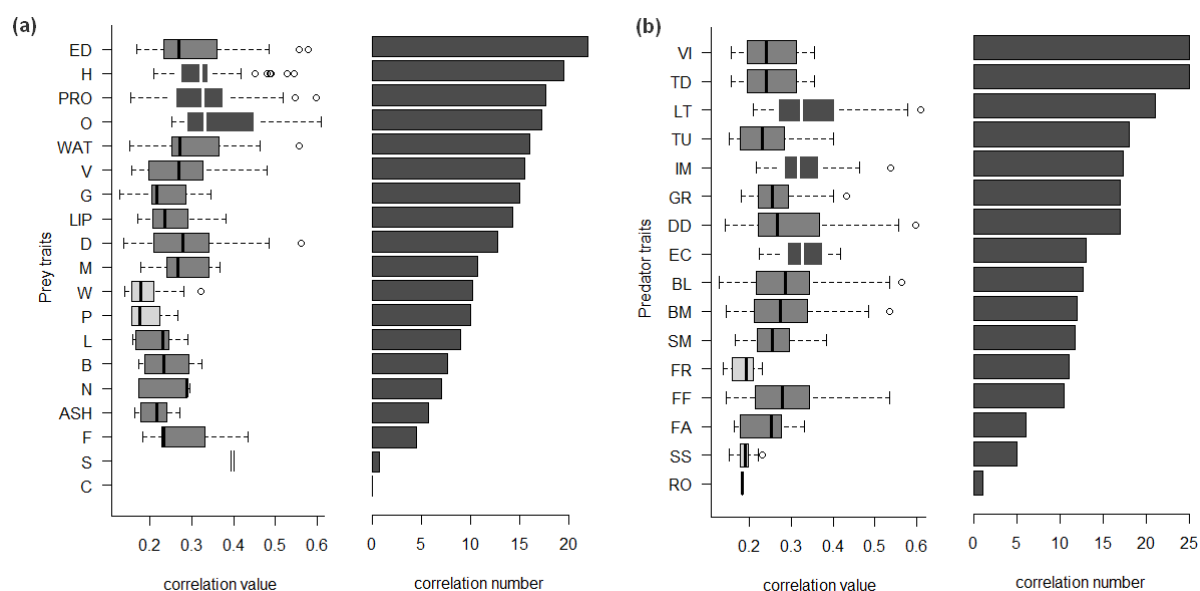 (a)
Prey traits
ED
H
PRO
O
WAT
V
G
LIP
D
M
W
P
L
B
N
ASH
F
S
C
0.2 0.3 0.4 0.5 0.6
correlation value
0 5 10 15 20
correlation number
(b)
Predator traits
VI
TD
LT
TU
IM
GR
DD
EC
BL
BM
SM
FR
FF
FA
SS
RO
0.2 0.3 0.4 0.5 0.6
correlation value
0 5 10 15 20 25
correlation number